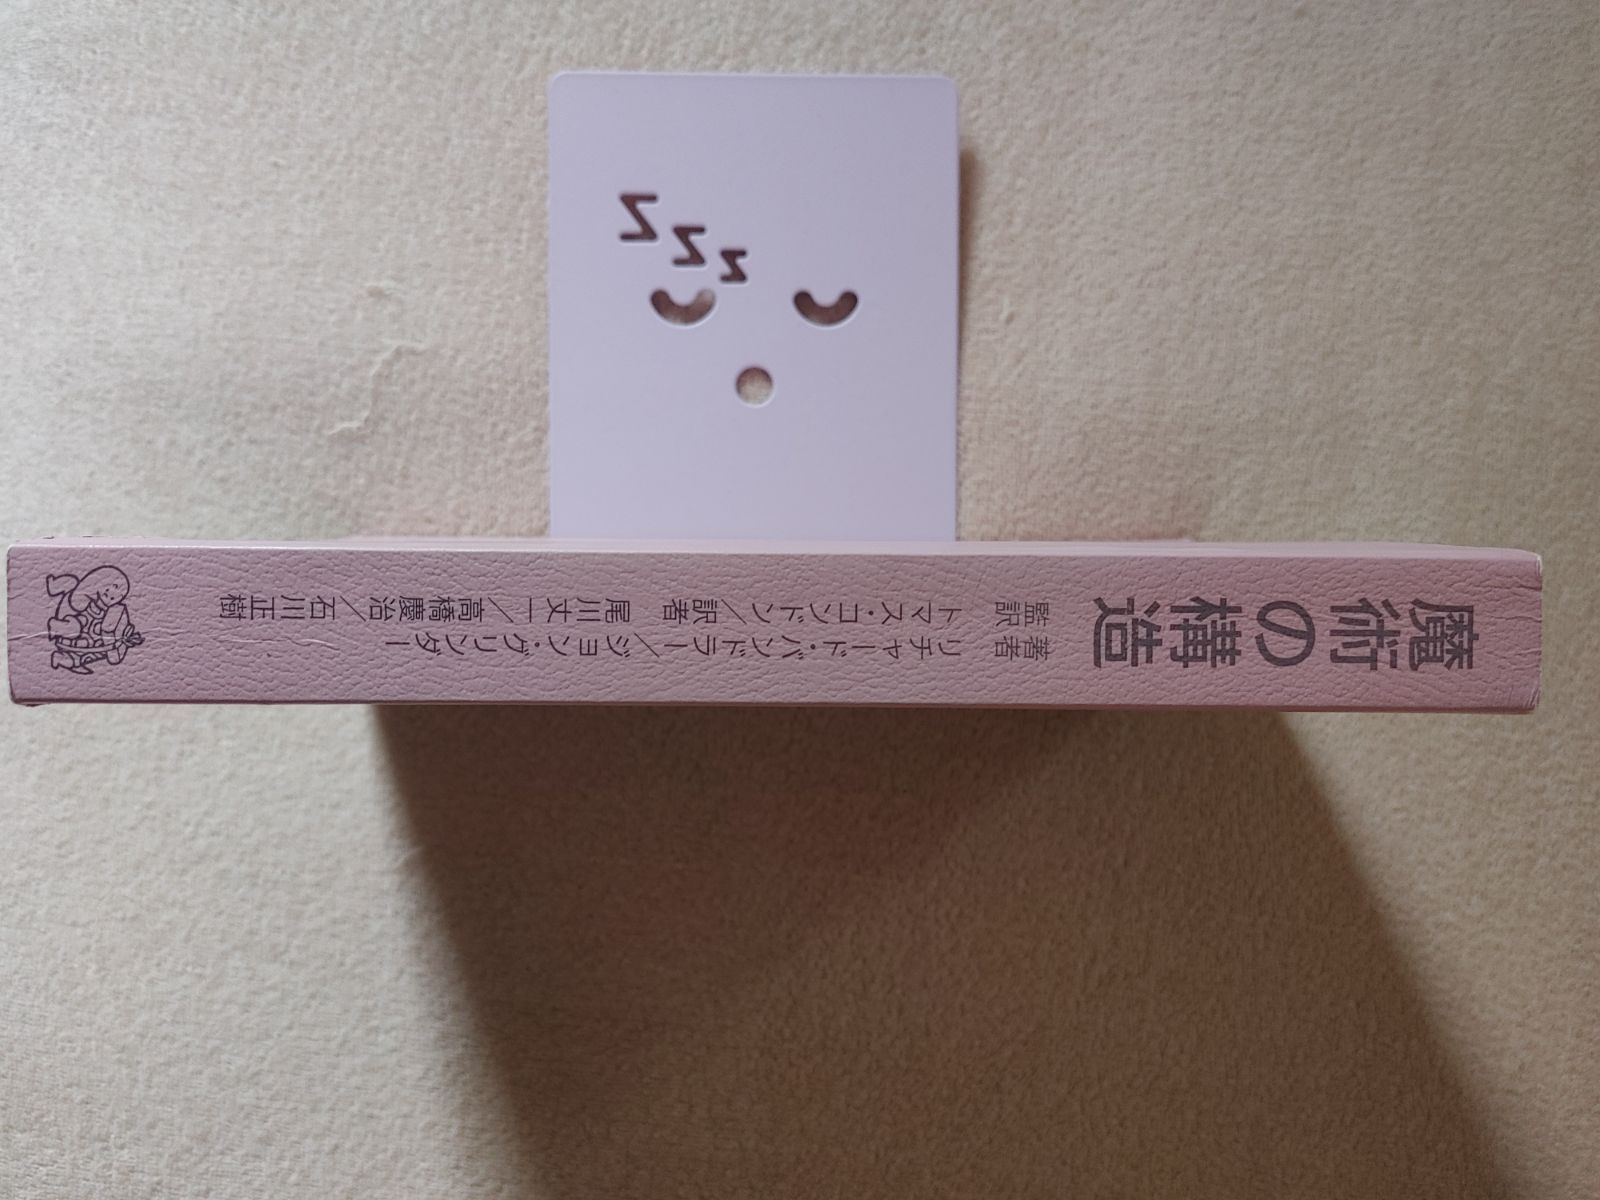 zzz
魔術の構造
著者 リチャード・バンドラー／ジョン・グリンダー
監訳 トマス・コンドン／訳者 尾川丈一／高橋慶治／石川正樹